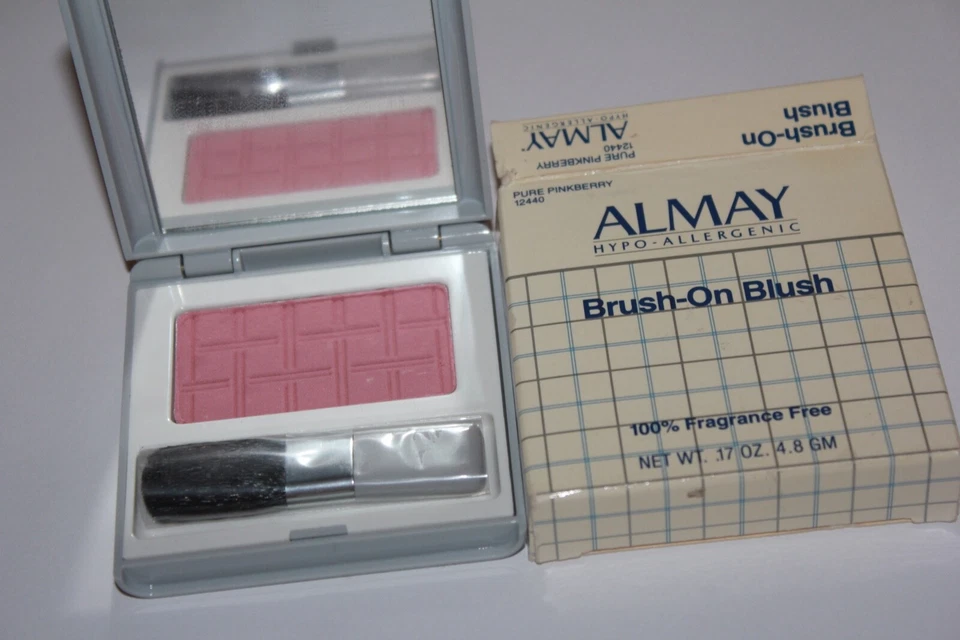 Brush-On
Blush
PURE PINKBERRY
12440
ALMAY
HYPO-ALLERGENIC
PURE PINKBERRY
12440
ALMAY
HYPO-ALLERGENIC
Brush-On Blush
100% Fragrance Free
NET WT. .17 OZ. 4.8 GM